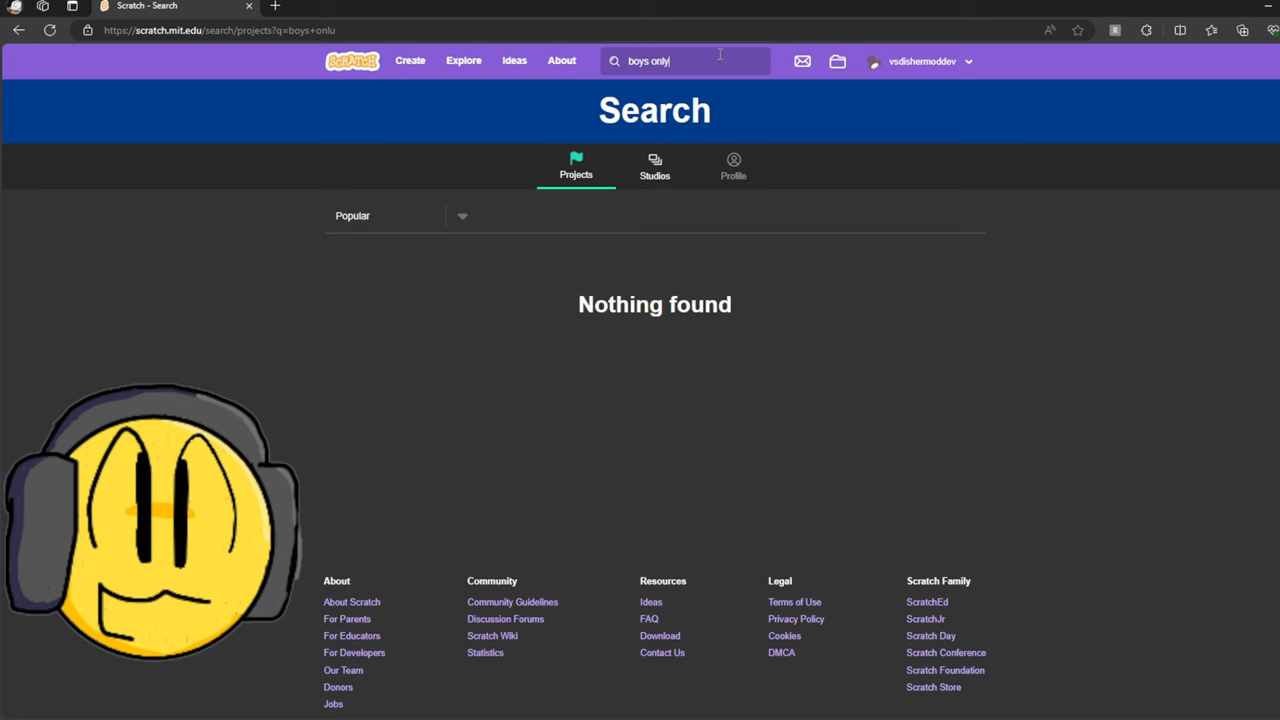 Scratch - Search
https://scratch.mit.edu/search/projects?q=boys+onlu
SCRATCH Create Explore Ideas About boys only vsdishermoddev
Search
Projects Studios Profile
Popular
Nothing found
About Community Resources Legal Scratch Family
About Scratch Community Guidelines Ideas Terms of Use ScratchEd
For Parents Discussion Forums FAQ Privacy Policy ScratchJr
For Educators Scratch Wiki Download Cookies Scratch Day
For Developers Statistics Contact Us DMCA Scratch Conference
Our Team Scratch Foundation
Donors Scratch Store
Jobs